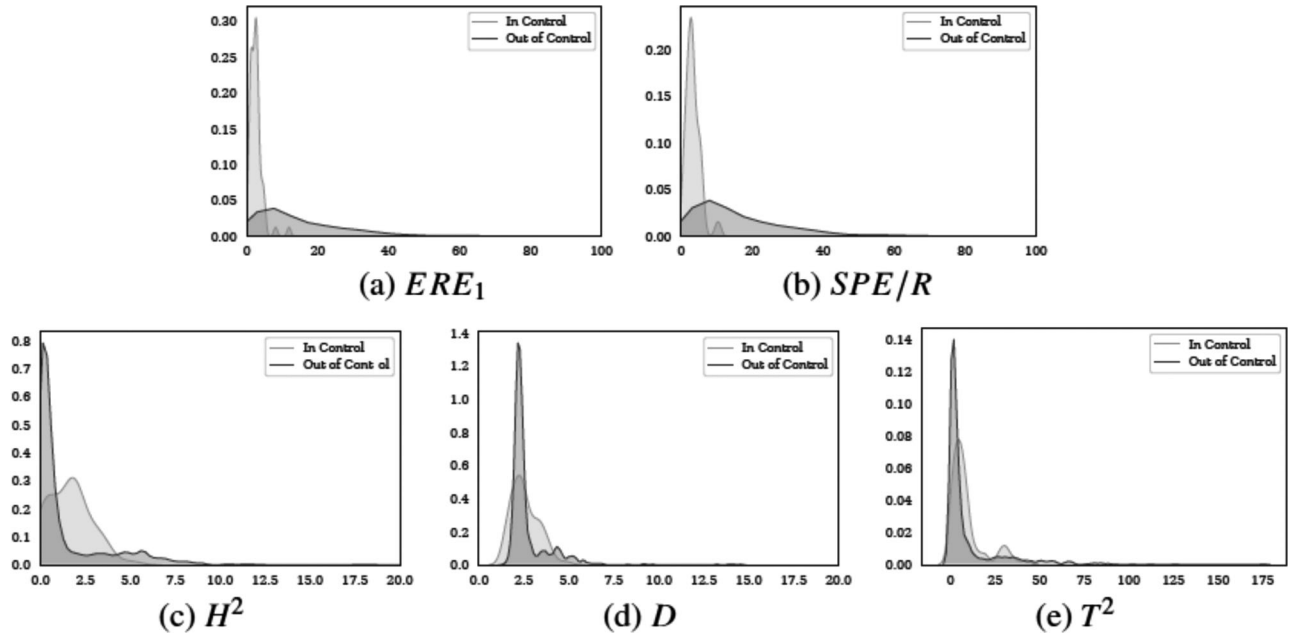 0.30
0.25
0.20
0.15
0.10
0.05
0.00
0 20 40 60 80 100
In Control
Out of Control
(a) ERE₁
0.20
0.15
0.10
0.05
0.00
0 20 40 60 80 100
In Control
Out of Control
(b) SPE/R
0.8
0.7
0.6
0.5
0.4
0.3
0.2
0.1
0.0
0.0 2.5 5.0 7.5 10.0 12.5 15.0 17.5 20.0
In Control
Out of Cont ol
(c) H²
1.4
1.2
1.0
0.8
0.6
0.4
0.2
0.0
0.0 2.5 5.0 7.5 10.0 12.5 15.0 17.5 20.0
In Control
Out of Control
(d) D
0.14
0.12
0.10
0.08
0.06
0.04
0.02
0.00
0 25 50 75 100 125 150 175
In Control
Out of Control
(e) T²